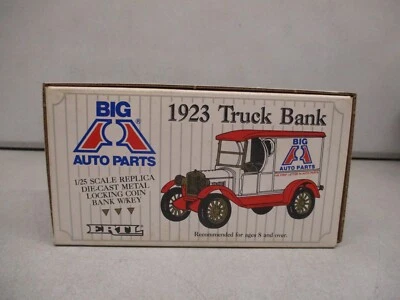 BIG
A
AUTO PARTS
1/25 SCALE REPLICA
DIE-CAST METAL
LOCKING COIN
BANK W/KEY
ERTL
1923 Truck Bank
BIG
A
AUTO PARTS
Recommended for ages 8 and over.